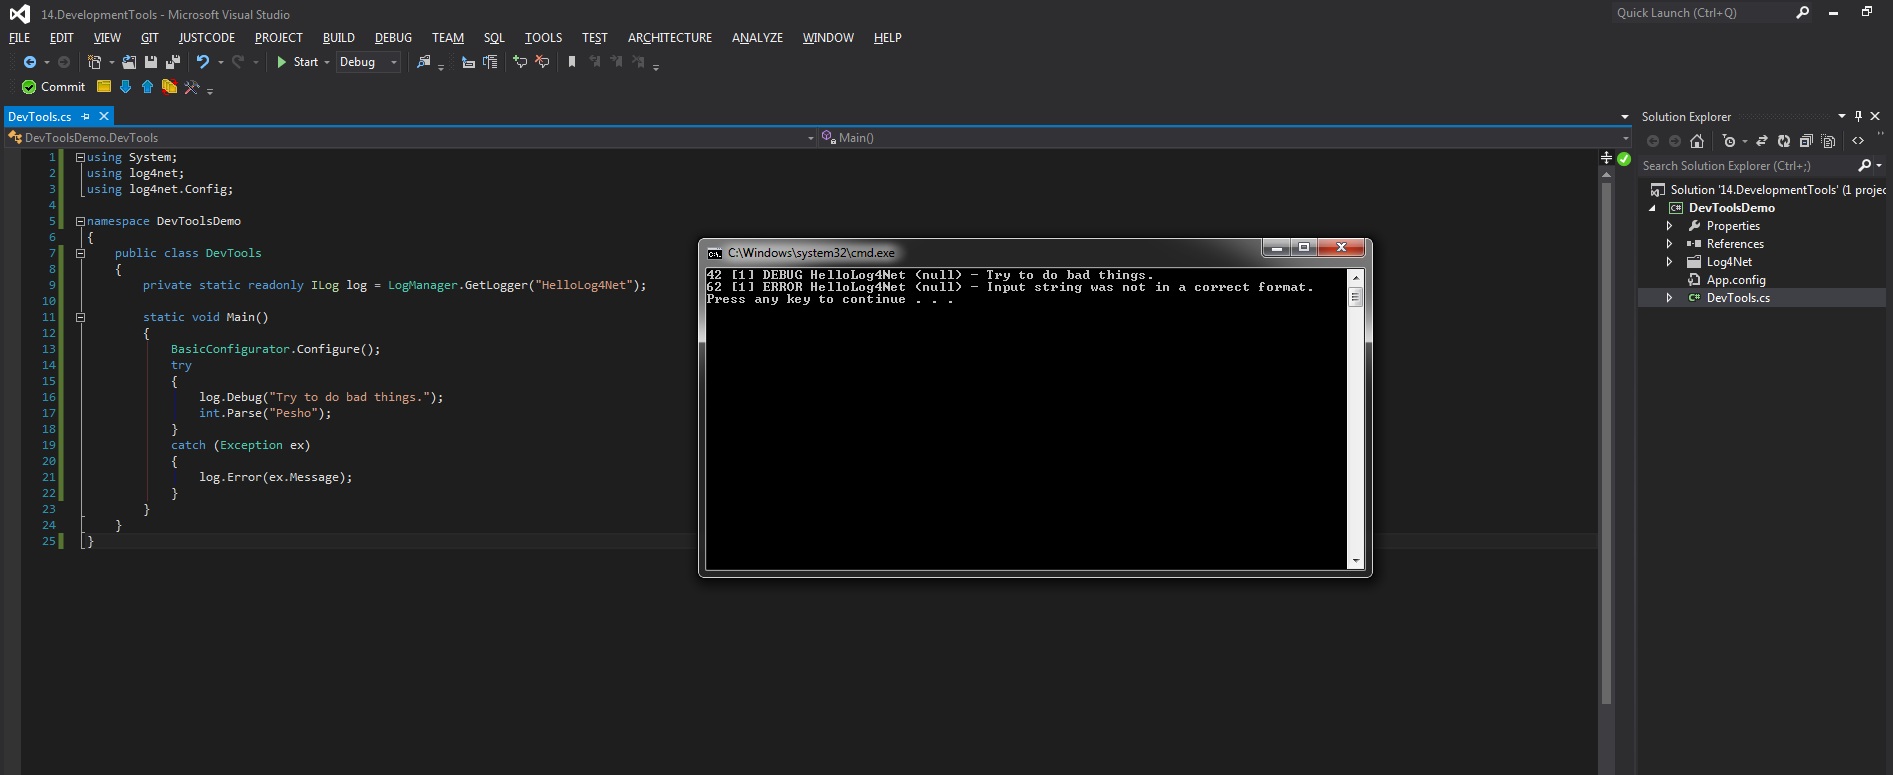 14.DevelopmentTools - Microsoft Visual Studio
Quick Launch (Ctrl+Q)
FILE EDIT VIEW GIT JUSTCODE PROJECT BUILD DEBUG TEAM SQL TOOLS TEST ARCHITECTURE ANALYZE WINDOW HELP
Start Debug
Commit
DevTools.cs
DevToolsDemo.DevTools
Main()
1 using System;
2 using log4net;
3 using log4net.Config;
4
5 namespace DevToolsDemo
6 {
7 public class DevTools
8 {
9 private static readonly ILog log = LogManager.GetLogger("HelloLog4Net");
10
11 static void Main()
12 {
13 BasicConfigurator.Configure();
14 try
15 {
16 log.Debug("Try to do bad things.");
17 int.Parse("Pesho");
18 }
19 catch (Exception ex)
20 {
21 log.Error(ex.Message);
22 }
23 }
24 }
25 }
C:\Windows\system32\cmd.exe
42 [1] DEBUG HelloLog4Net (null) - Try to do bad things.
62 [1] ERROR HelloLog4Net (null) - Input string was not in a correct format.
Press any key to continue . . .
Solution Explorer
Search Solution Explorer (Ctrl+;)
Solution '14.DevelopmentTools' (1 projec
C# DevToolsDemo
Properties
References
Log4Net
App.config
C# DevTools.cs